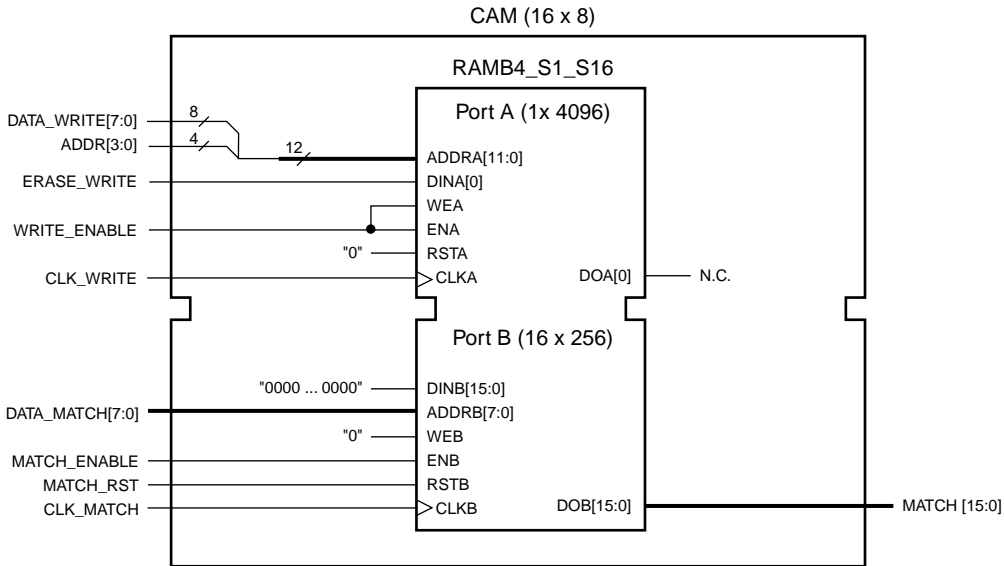 CAM (16 x 8)
RAMB4_S1_S16
Port A (1x 4096)
DATA_WRITE[7:0]
8
ADDR[3:0]
4
12
ADDRA[11:0]
ERASE_WRITE
DINA[0]
WEA
WRITE_ENABLE
ENA
"0"
RSTA
CLK_WRITE
CLKA
DOA[0]
N.C.
Port B (16 x 256)
"0000 ... 0000"
DINB[15:0]
DATA_MATCH[7:0]
ADDRB[7:0]
"0"
WEB
MATCH_ENABLE
ENB
MATCH_RST
RSTB
CLK_MATCH
CLKB
DOB[15:0]
MATCH [15:0]